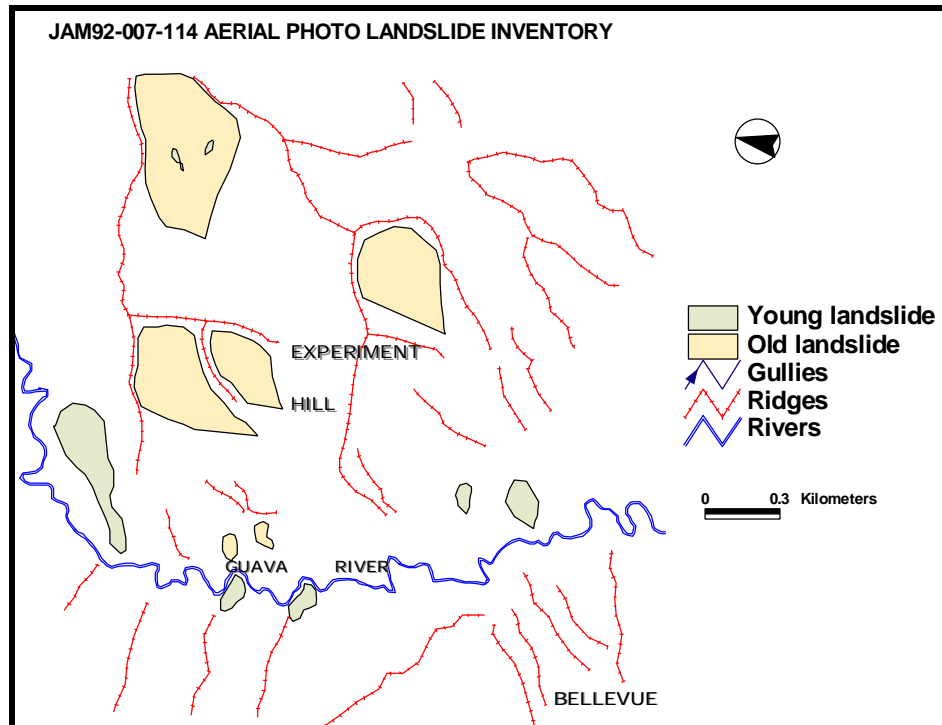 JAM92-007-114 AERIAL PHOTO LANDSLIDE INVENTORY
EXPERIMENT
HILL
GUAVA RIVER
BELLEVUE
Young landslide
Old landslide
Gullies
Ridges
Rivers
0 0.3 Kilometers